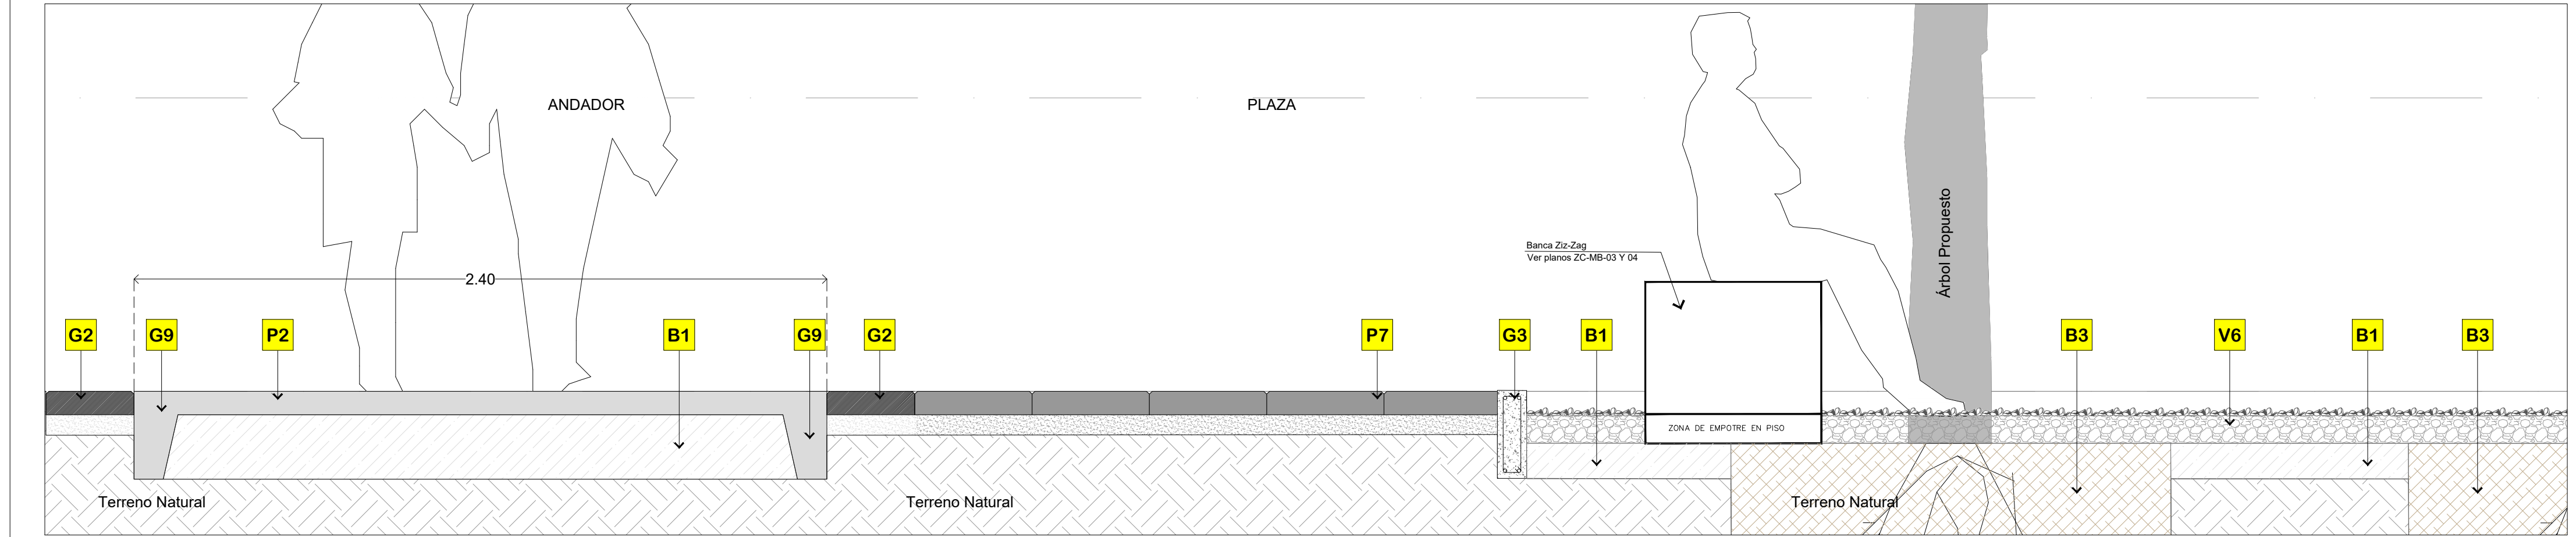 ANDADOR
PLAZA
Árbol Propuesto
Banca Ziz-Zag
Ver planos ZC-MB-03 Y 04
2.40
G2
G9
P2
B1
G9
G2
P7
G3
B1
B3
V6
B1
B3
ZONA DE EMPOTRE EN PISO
Terreno Natural
Terreno Natural
Terreno Natural